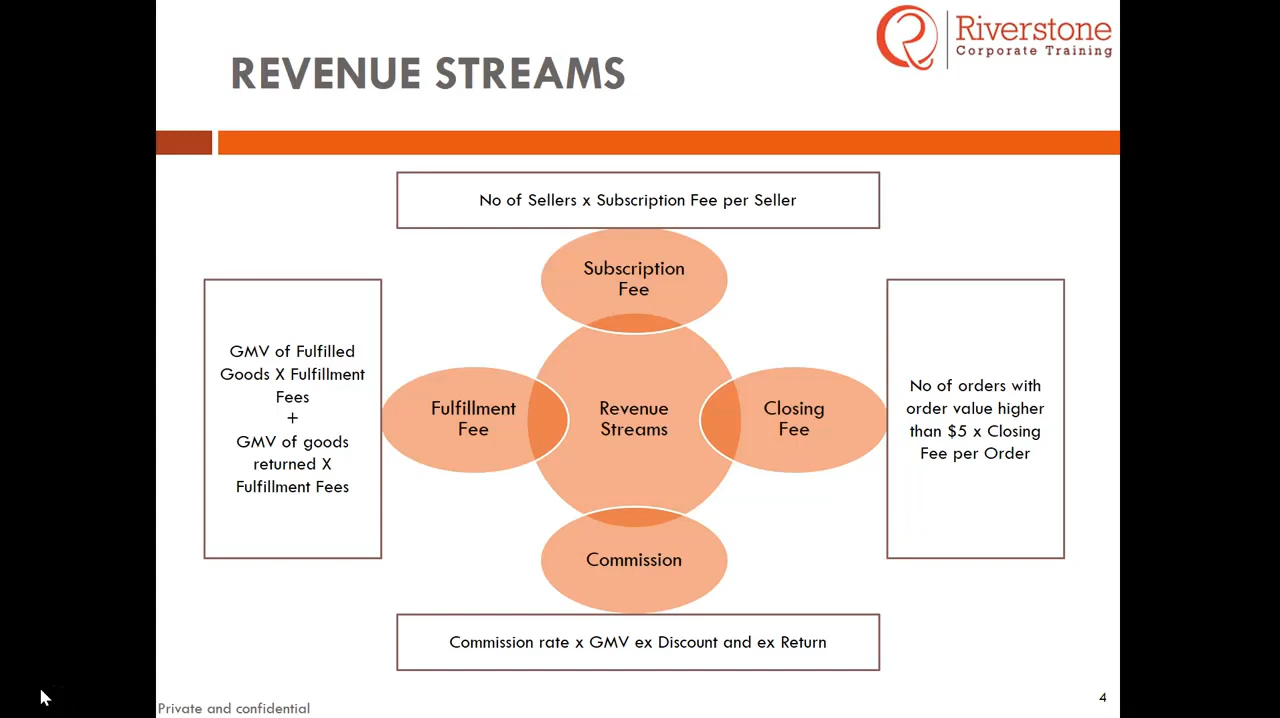 Riverstone
Corporate Training
REVENUE STREAMS
No of Sellers x Subscription Fee per Seller
Subscription
Fee
GMV of Fulfilled
Goods X Fulfillment
Fees
+
GMV of goods
returned X
Fulfillment Fees
Fulfillment
Fee
Revenue
Streams
Closing
Fee
No of orders with
order value higher
than $5 x Closing
Fee per Order
Commission
Commission rate x GMV ex Discount and ex Return
Private and confidential
4